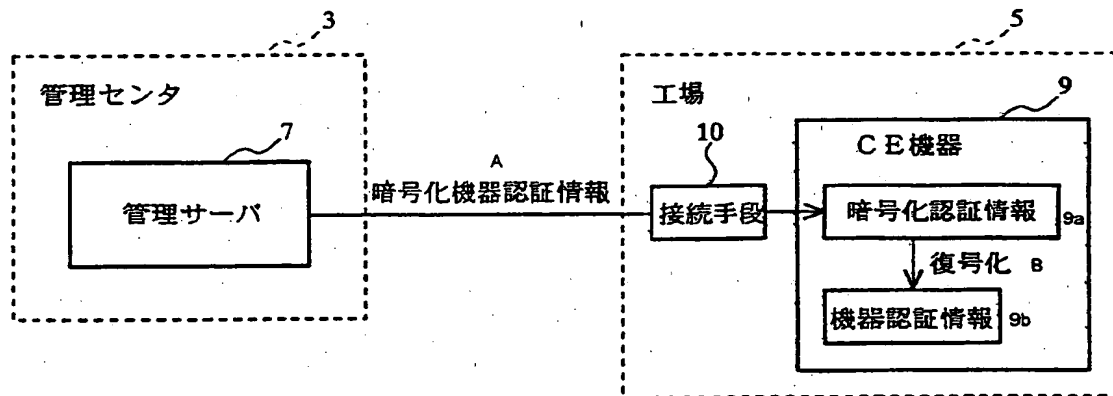 3
5
管理センタ
工場
7
10
9
CE機器
A
暗号化機器認証情報
管理サーバ
接続手段
暗号化認証情報 9a
復号化 B
機器認証情報 9b